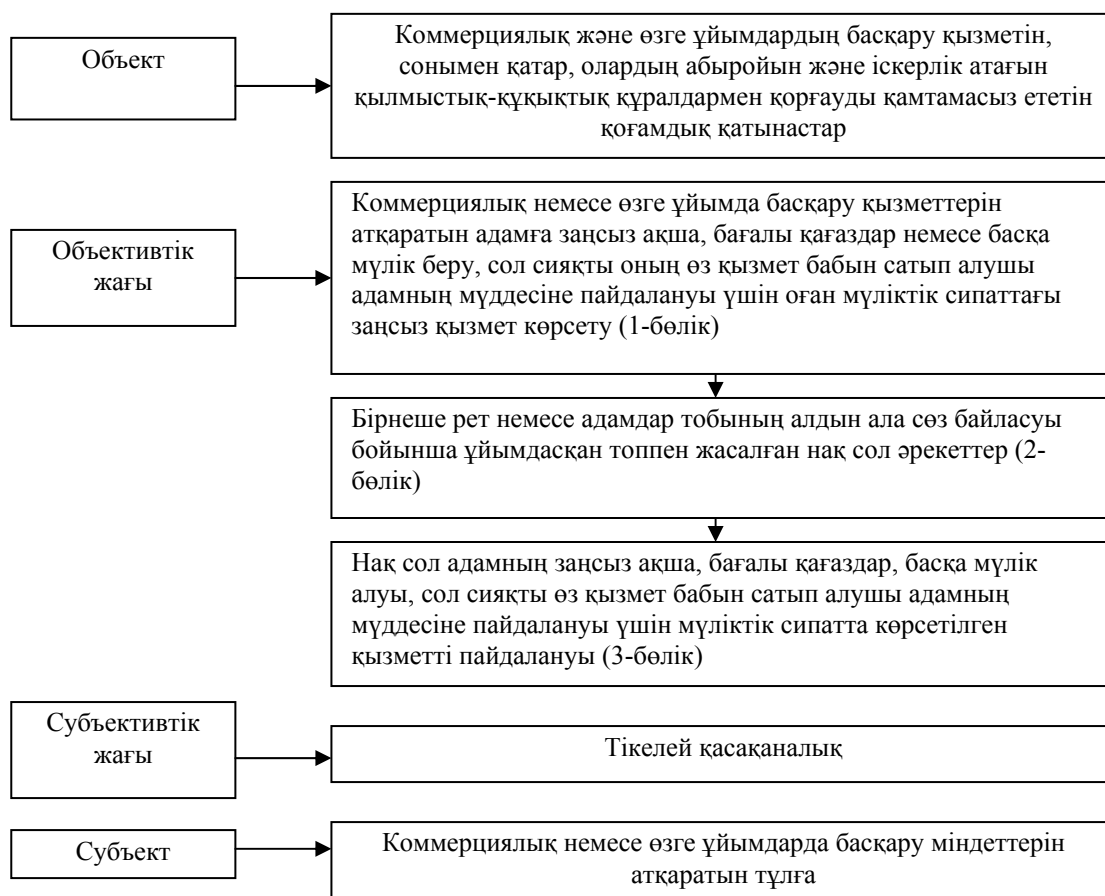 Объект
Коммерциялық және өзге ұйымдардың басқару қызметін,
сонымен қатар, олардың абыройын және іскерлік атағын
қылмыстық-құқықтық құралдармен қорғауды қамтамасыз ететін
қоғамдық қатынастар
Объективтік
жағы
Коммерциялық немесе өзге ұйымда басқару қызметтерін
атқаратын адамға заңсыз ақша, бағалы қағаздар немесе басқа
мүлік беру, сол сияқты оның өз қызмет бабын сатып алушы
адамның мүддесіне пайдалануы үшін оған мүліктік сипаттағы
заңсыз қызмет көрсету (1-бөлік)
Бірнеше рет немесе адамдар тобының алдын ала сөз байласуы
бойынша ұйымдасқан топпен жасалған нақ сол әрекеттер (2-
бөлік)
Нақ сол адамның заңсыз ақша, бағалы қағаздар, басқа мүлік
алуы, сол сияқты өз қызмет бабын сатып алушы адамның
мүддесіне пайдалануы үшін мүліктік сипатта көрсетілген
қызметті пайдалануы (3-бөлік)
Субъективтік
жағы
Тікелей қасақаналық
Субъект
Коммерциялық немесе өзге ұйымдарда басқару міндеттерін
атқаратын тұлға